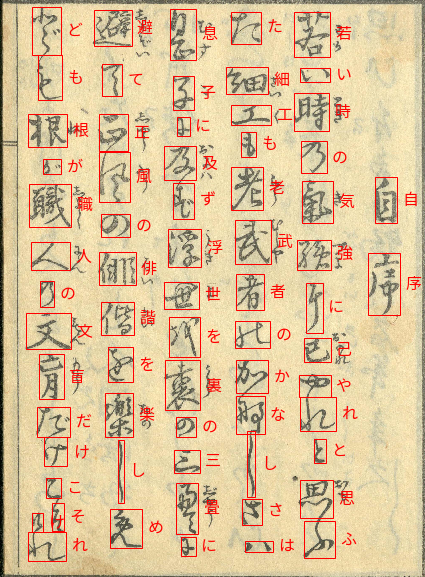 自序
若い時の気強に己やれと思ふ
た細工も老武者のかなしさは
息子に及ず浮世を裏の三畳に
避て正風の俳諧を楽しめ
ども根が職人の文盲だけこそれ